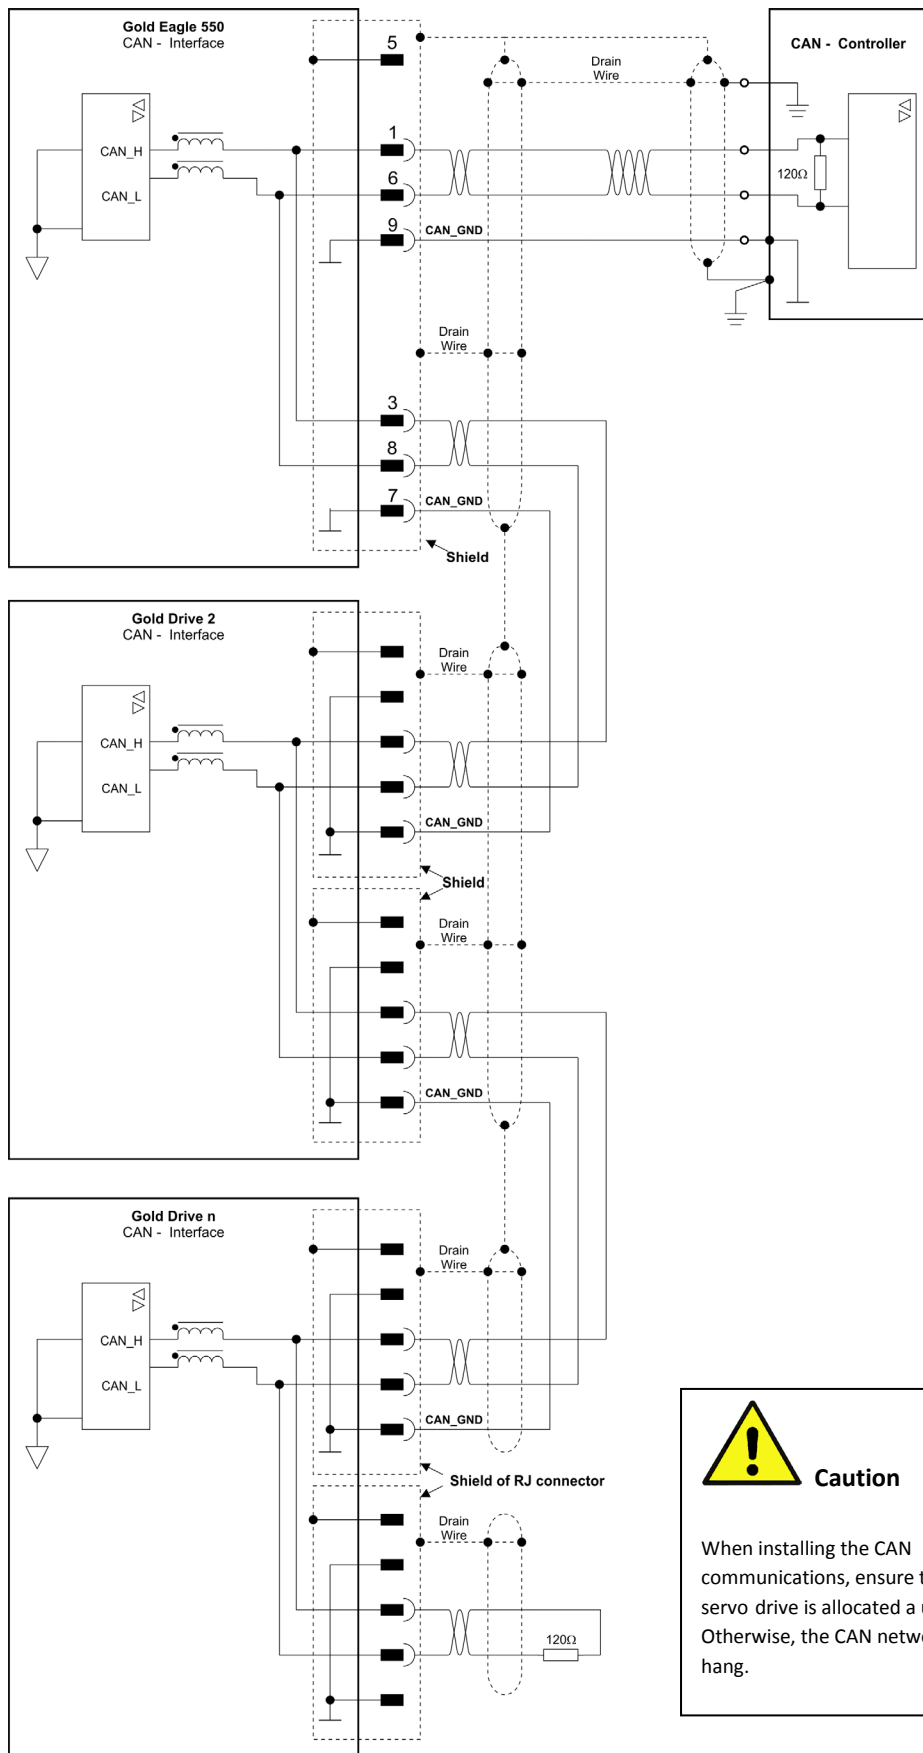 Gold Eagle 550
CAN - Interface
CAN_H
CAN_L
5
1
6
9
CAN_GND
Drain
Wire
CAN - Controller
120Ω
Drain
Wire
3
8
7
CAN_GND
Shield
Gold Drive 2
CAN - Interface
CAN_H
CAN_L
Drain
Wire
CAN_GND
Shield
Drain
Wire
CAN_GND
Gold Drive n
CAN - Interface
CAN_H
CAN_L
Drain
Wire
CAN_GND
Shield of RJ connector
Drain
Wire
120Ω
Caution
When installing the CAN
communications, ensure
servo drive is allocated a
Otherwise, the CAN
hang.